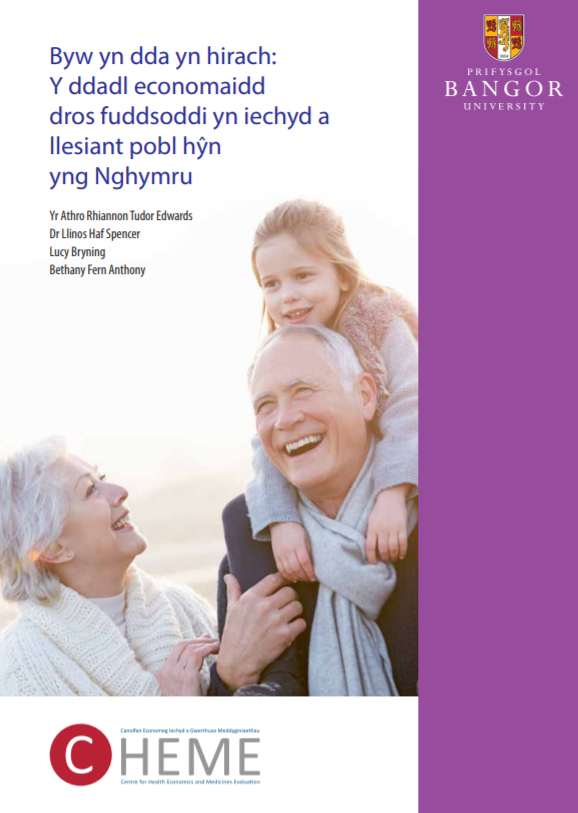 Byw yn dda yn hirach:
Y ddadl economaidd
dros fuddsoddi yn iechyd a
llesiant pobl hŷn
yng Nghymru
Yr Athro Rhiannon Tudor Edwards
Dr Llinos Haf Spencer
Lucy Bryning
Bethany Fern Anthony
PRIFYSGOL
BANGOR
UNIVERSITY
Canolfan Economeg Iechyd a Gwerthuso Meddyginiaethau
CHEME
Centre for Health Economics and Medicines Evaluation